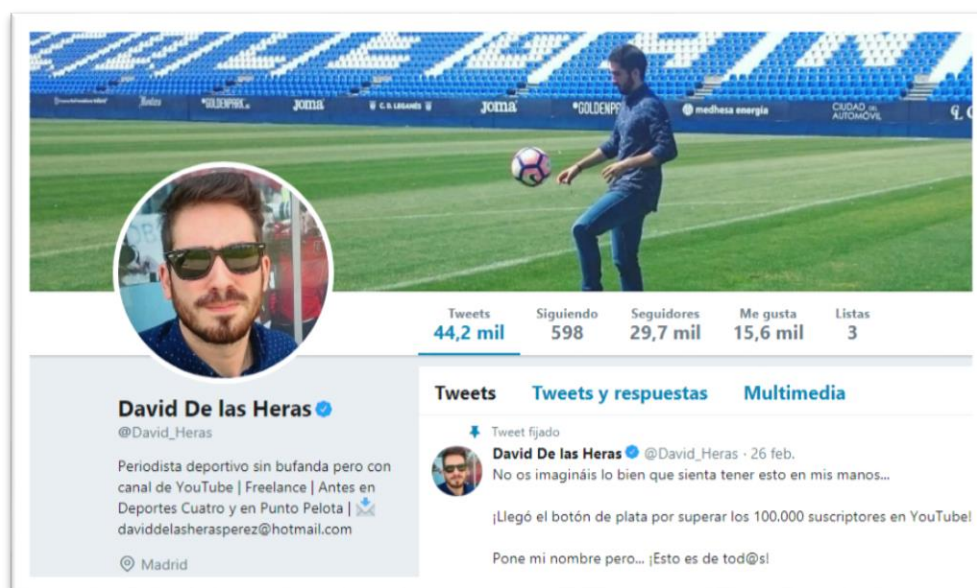 LEGAN
Joma
GOLDENPARK.es
Joma
C. D. LEGANÉS
Joma
GOLDENP
medhesa energía
CIUDAD DEL
AUTOMÓVIL
Tweets
44,2 mil
Siguiendo
598
Seguidores
29,7 mil
Me gusta
15,6 mil
Listas
3
David De las Heras
@David_Heras
Periodista deportivo sin bufanda pero con
canal de YouTube | Freelance | Antes en
Deportes Cuatro y en Punto Pelota |
daviddelasherasperez@hotmail.com
Madrid
Tweets Tweets y respuestas Multimedia
Tweet fijado
David De las Heras @David_Heras · 26 feb.
No os imagináis lo bien que sienta tener esto en mis manos...
¡Llegó el botón de plata por superar los 100.000 suscriptores en YouTube!
Pone mi nombre pero... ¡Esto es de tod@s!